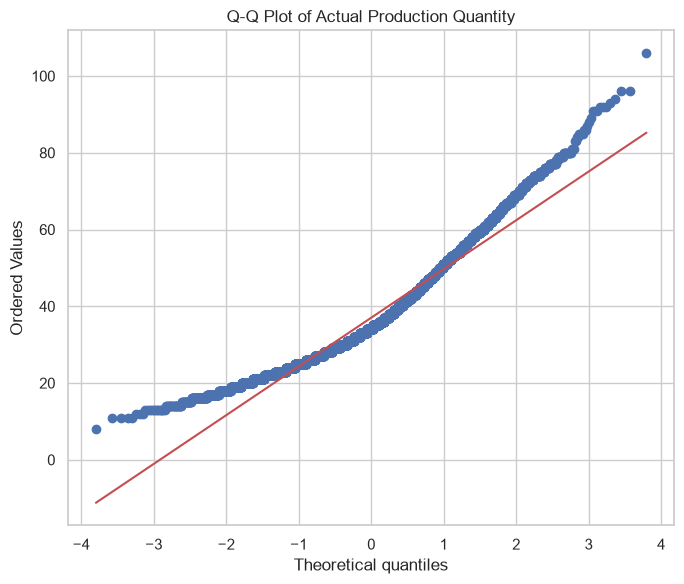 Q-Q Plot of Actual Production Quantity
Ordered Values
100
80
60
40
20
0
−4 −3 −2 −1 0 1 2 3 4
Theoretical quantiles